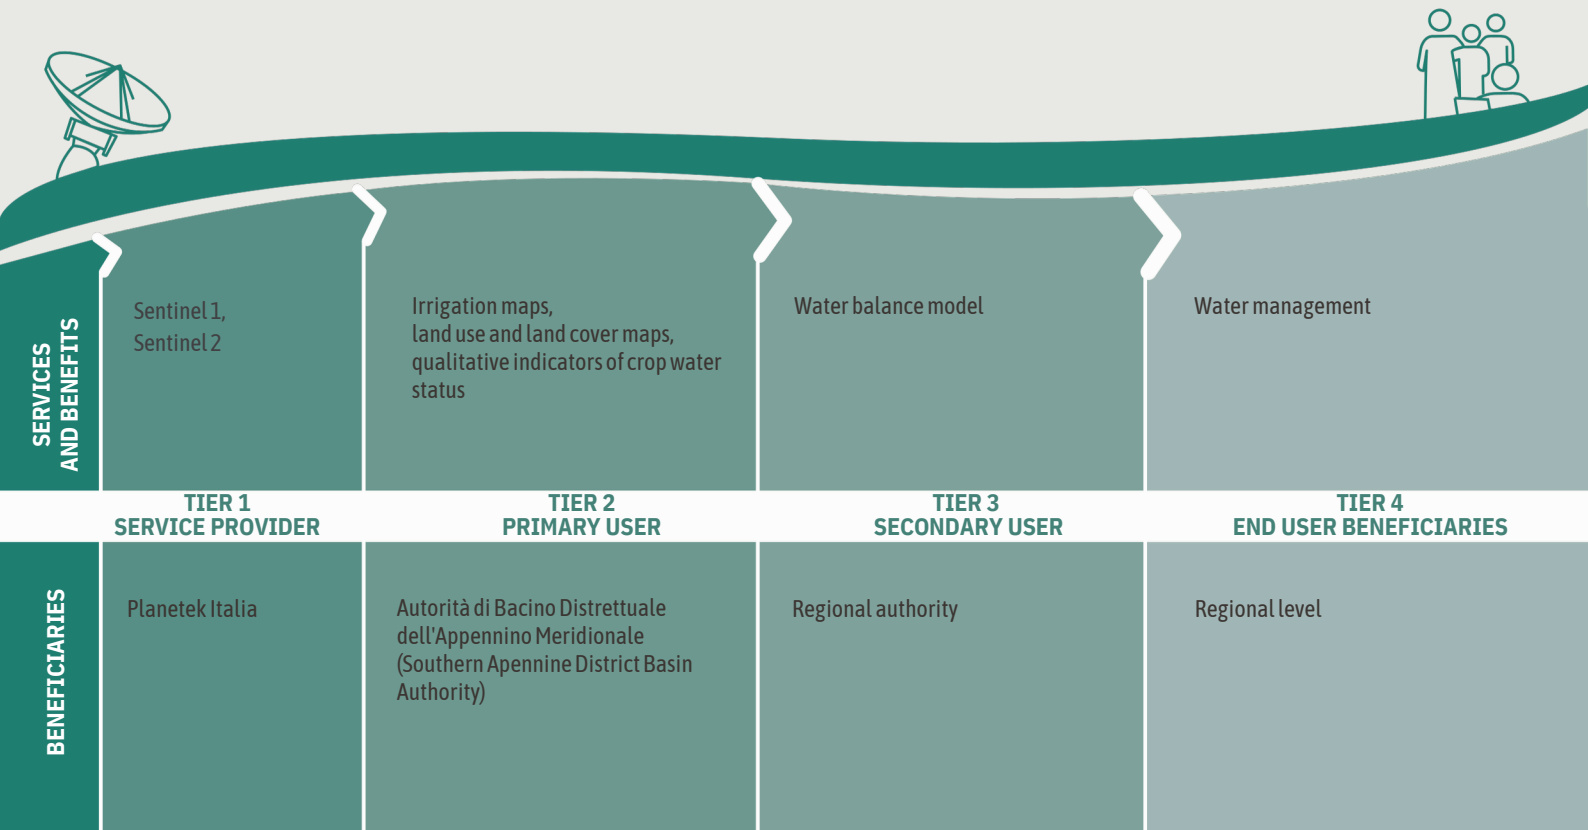 SERVICES
AND BENEFITS
Sentinel 1,
Sentinel 2
Irrigation maps,
land use and land cover maps,
qualitative indicators of crop water
status
Water balance model
Water management
TIER 1
SERVICE PROVIDER
TIER 2
PRIMARY USER
TIER 3
SECONDARY USER
TIER 4
END USER BENEFICIARIES
BENEFICIARIES
Planetek Italia
Autorità di Bacino Distrettuale
dell'Appennino Meridionale
(Southern Apennine District Basin
Authority)
Regional authority
Regional level